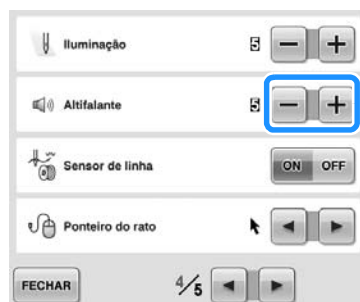 Iluminação 5 − +
Altifalante 5 − +
Sensor de linha ON OFF
Ponteiro do rato
FECHAR 4/5